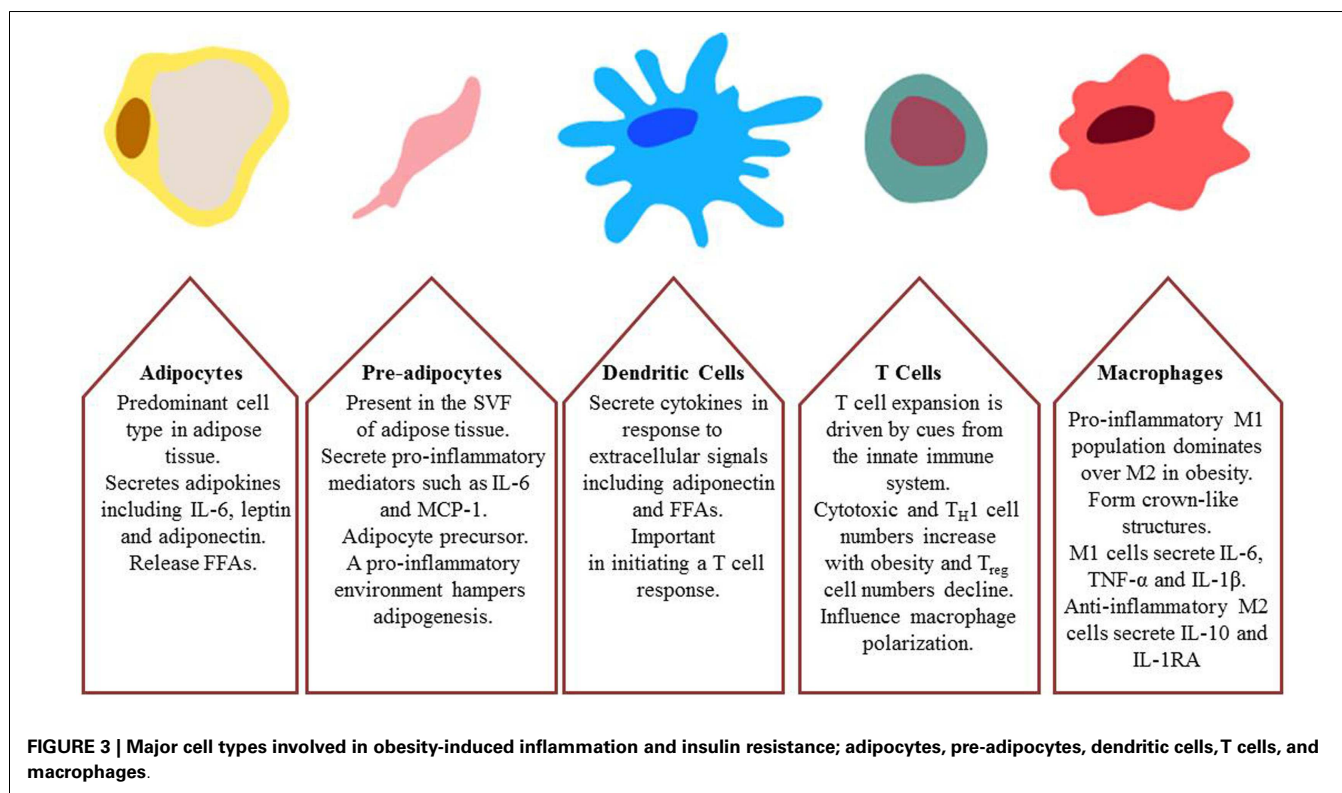 Adipocytes
Predominant cell
type in adipose
tissue.
Secretes adipokines
including IL-6, leptin
and adiponectin.
Release FFAs.
Pre-adipocytes
Present in the SVF
of adipose tissue.
Secrete pro-inflammatory
mediators such as IL-6
and MCP-1.
Adipocyte precursor.
A pro-inflammatory
environment hampers
adipogenesis.
Dendritic Cells
Secrete cytokines in
response to
extracellular signals
including adiponectin
and FFAs.
Important
in initiating a T cell
response.
T Cells
T cell expansion is
driven by cues from
the innate immune
system.
Cytotoxic and TH1 cell
numbers increase
with obesity and Treg
cell numbers decline.
Influence macrophage
polarization.
Macrophages
Pro-inflammatory M1
population dominates
over M2 in obesity.
Form crown-like
structures.
M1 cells secrete IL-6,
TNF-α and IL-1β.
Anti-inflammatory M2
cells secrete IL-10 and
IL-1RA
FIGURE 3 | Major cell types involved in obesity-induced inflammation and insulin resistance; adipocytes, pre-adipocytes, dendritic cells, T cells, and
macrophages.